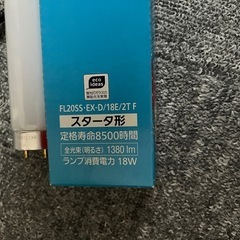 eco
ideas
FL20SS·EX-D/18E/2T F
スタータ形
定格寿命8500時間
全光束(明るさ) 1380 lm
ランプ消費電力 18W